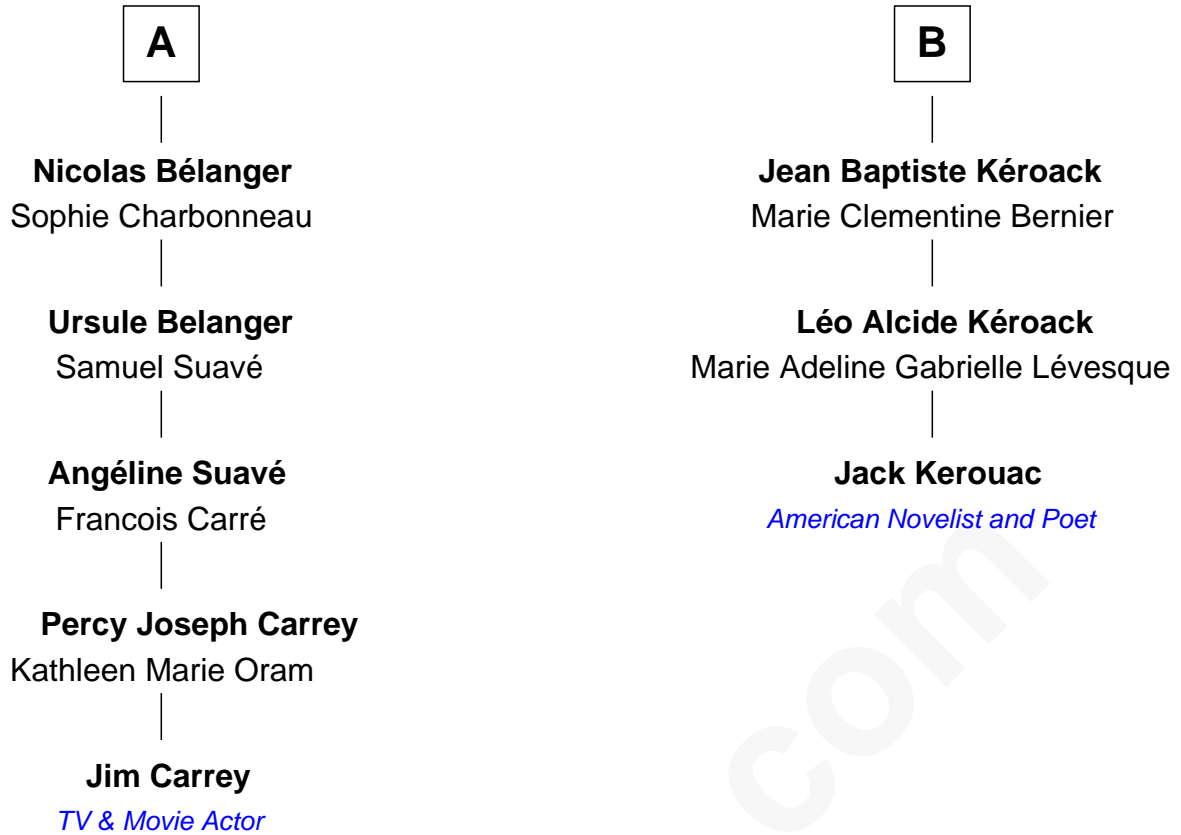 A
Nicolas Bélanger
Sophie Charbonneau
Ursule Belanger
Samuel Suavé
Angéline Suavé
Francois Carré
Percy Joseph Carrey
Kathleen Marie Oram
Jim Carrey
TV & Movie Actor
B
Jean Baptiste Kéroack
Marie Clementine Bernier
Léo Alcide Kéroack
Marie Adeline Gabrielle Lévesque
Jack Kerouac
American Novelist and Poet
com